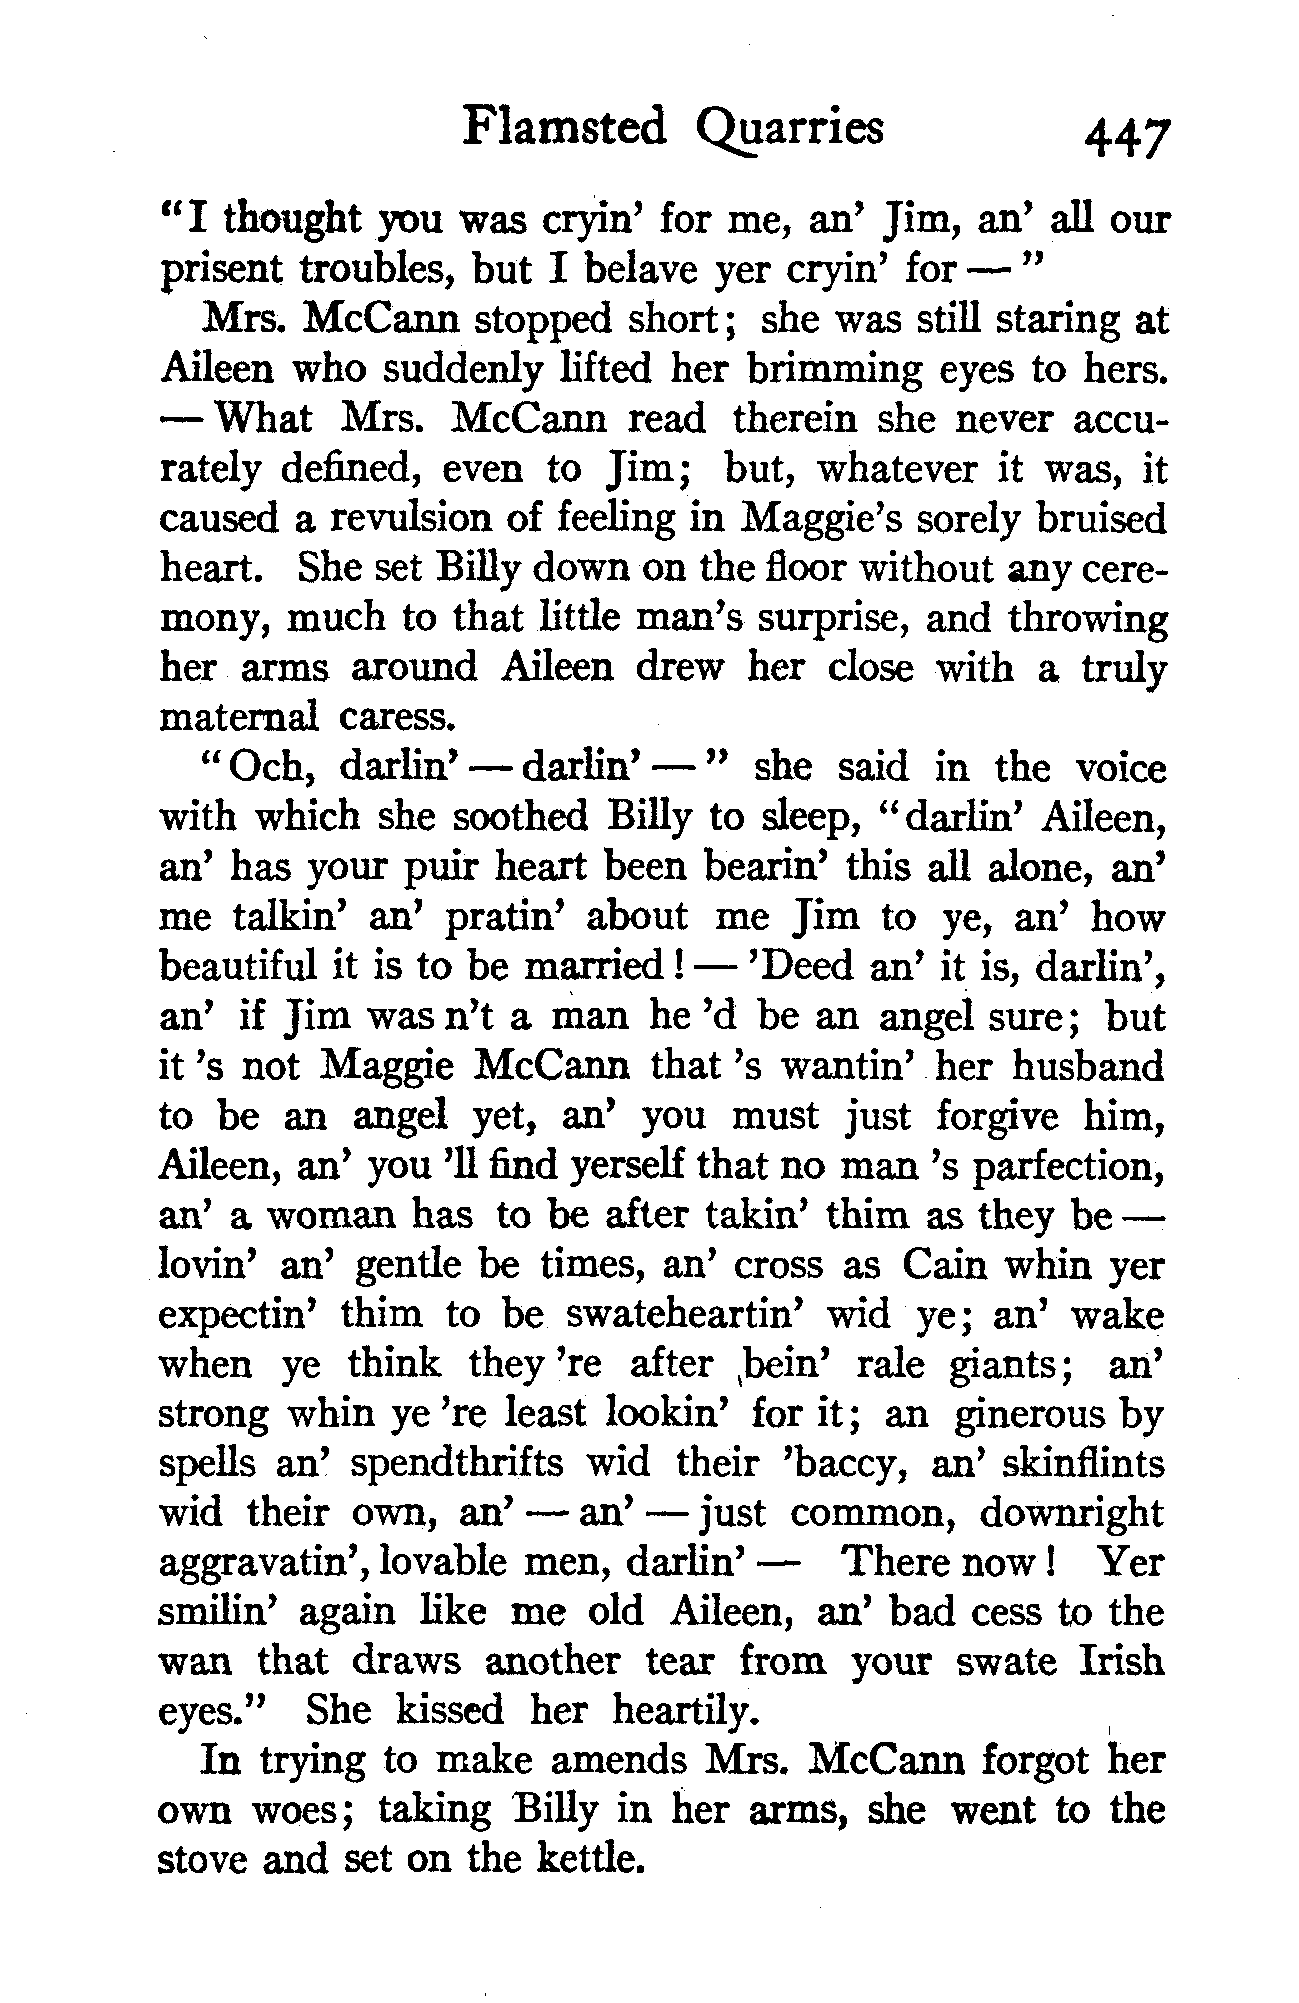 Flamsted Quarries 447
"I thought you was cryin' for me, an' Jim, an' all our
prisent troubles, but I belave yer cryin' for — "
Mrs. McCann stopped short; she was still staring at
Aileen who suddenly lifted her brimming eyes to hers.
— What Mrs. McCann read therein she never accu-
rately defined, even to Jim; but, whatever it was, it
caused a revulsion of feeling in Maggie's sorely bruised
heart. She set Billy down on the floor without any cere-
mony, much to that little man's surprise, and throwing
her arms around Aileen drew her close with a truly
maternal caress.
"Och, darlin' — darlin' — " she said in the voice
with which she soothed Billy to sleep, "darlin' Aileen,
an' has your puir heart been bearin' this all alone, an'
me talkin' an' pratin' about me Jim to ye, an' how
beautiful it is to be married! — 'Deed an' it is, darlin',
an' if Jim was n't a man he 'd be an angel sure; but
it 's not Maggie McCann that 's wantin' her husband
to be an angel yet, an' you must just forgive him,
Aileen, an' you 'll find yerself that no man 's parfection,
an' a woman has to be after takin' thim as they be —
lovin' an' gentle be times, an' cross as Cain whin yer
expectin' thim to be swateheartin' wid ye; an' wake
when ye think they 're after bein' rale giants; an'
strong whin ye 're least lookin' for it; an ginerous by
spells an' spendthrifts wid their 'baccy, an' skinflints
wid their own, an' — an' — just common, downright
aggravatin', lovable men, darlin' — There now! Yer
smilin' again like me old Aileen, an' bad cess to the
wan that draws another tear from your swate Irish
eyes." She kissed her heartily.
In trying to make amends Mrs. McCann forgot her
own woes; taking Billy in her arms, she went to the
stove and set on the kettle.